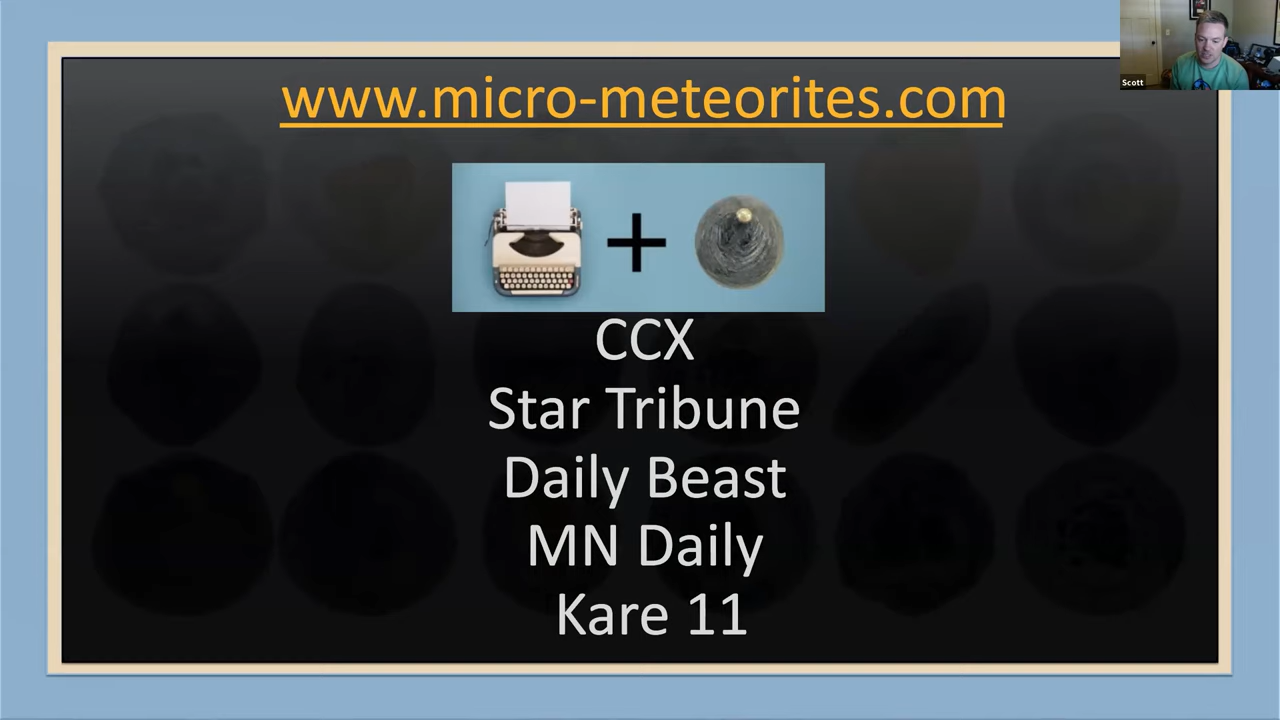 www.micro-meteorites.com
Scott
CCX
Star Tribune
Daily Beast
MN Daily
Kare 11